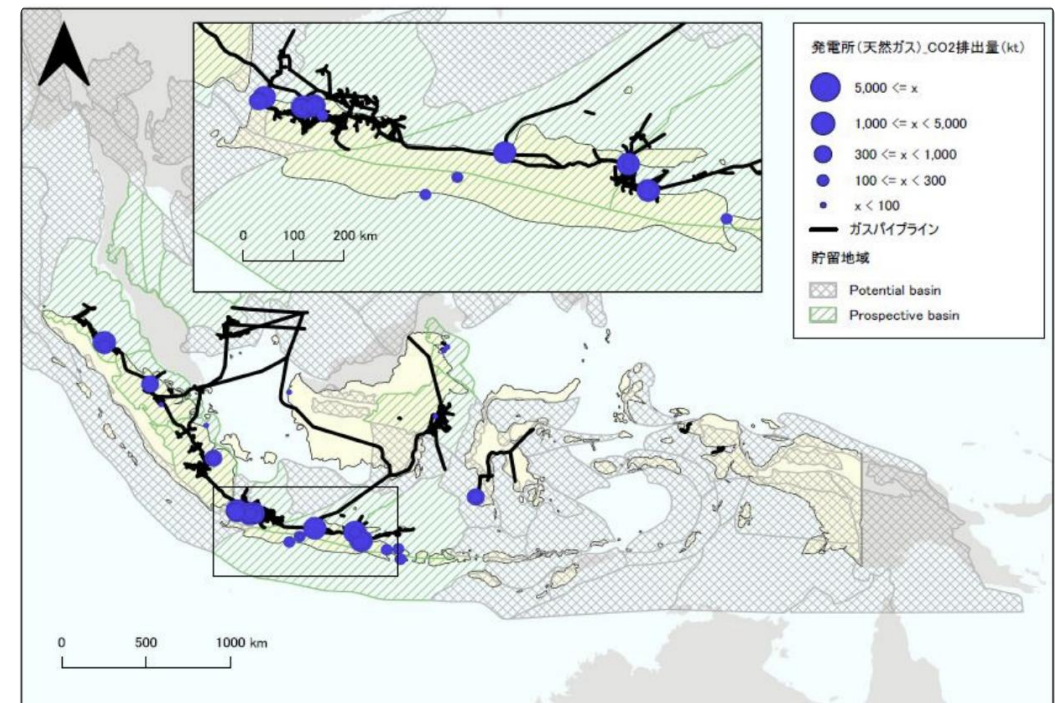 発電所(天然ガス)_CO2排出量(kt)
5,000 <= x
1,000 <= x < 5,000
300 <= x < 1,000
100 <= x < 300
x < 100
ガスパイプライン
貯留地域
Potential basin
Prospective basin
0 100 200 km
0 500 1000 km